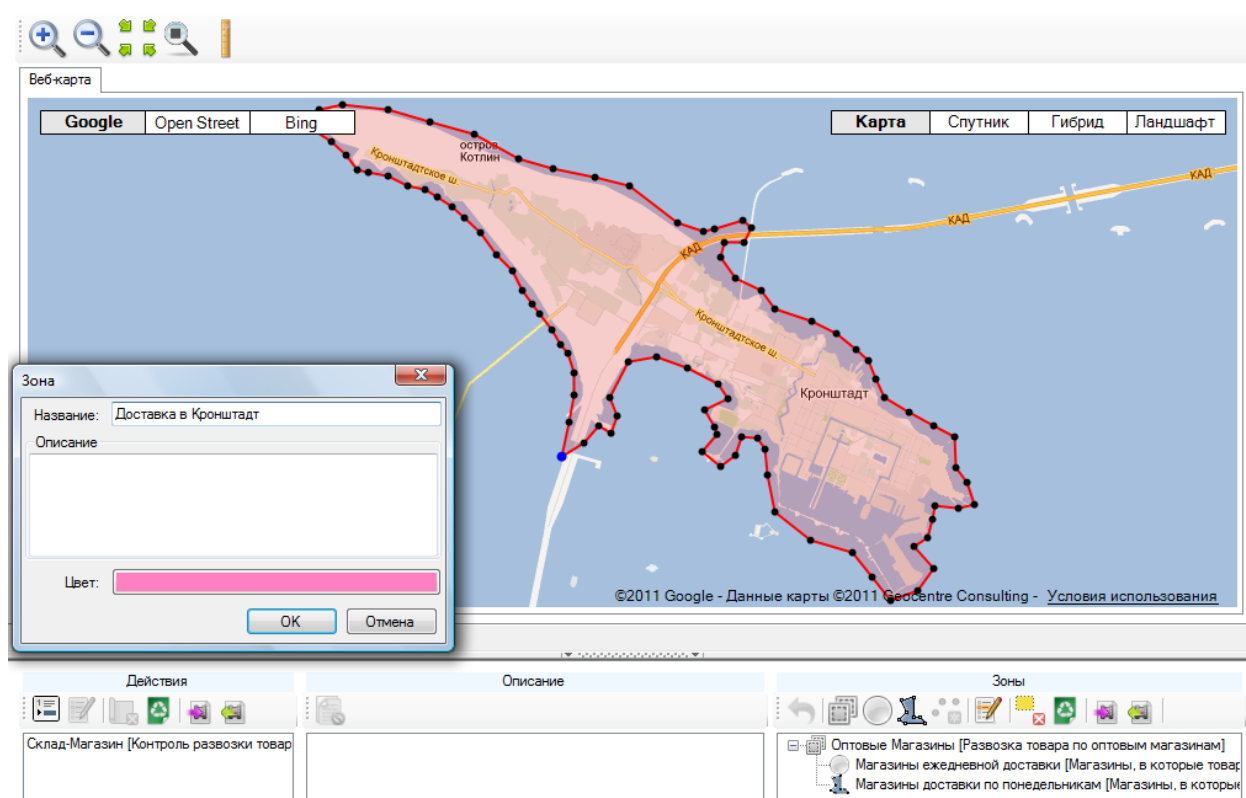 Веб-карта
Google Open Street Bing
Карта Спутник Гибрид Ландшафт
остров
Котлин
Кронштадтское ш.
КАД
КАД
КАД
Кронштадтское ш.
Кронштадт
©2011 Google - Данные карты ©2011 Geocentre Consulting - Условия использования
Зона
Название: Доставка в Кронштадт
Описание
Цвет:
OK Отмена
Действия
Описание
Зоны
Склад-Магазин [Контроль развозки товар
Оптовые Магазины [Развозка товара по оптовым магазинам]
Магазины ежедневной доставки [Магазины, в которые товар
Магазины доставки по понедельникам [Магазины, в которые